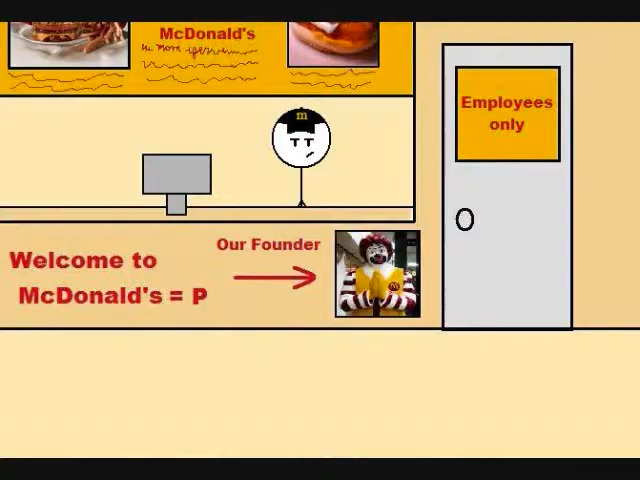 McDonald's
Employees
only
m
Our Founder
Welcome to
McDonald's = P